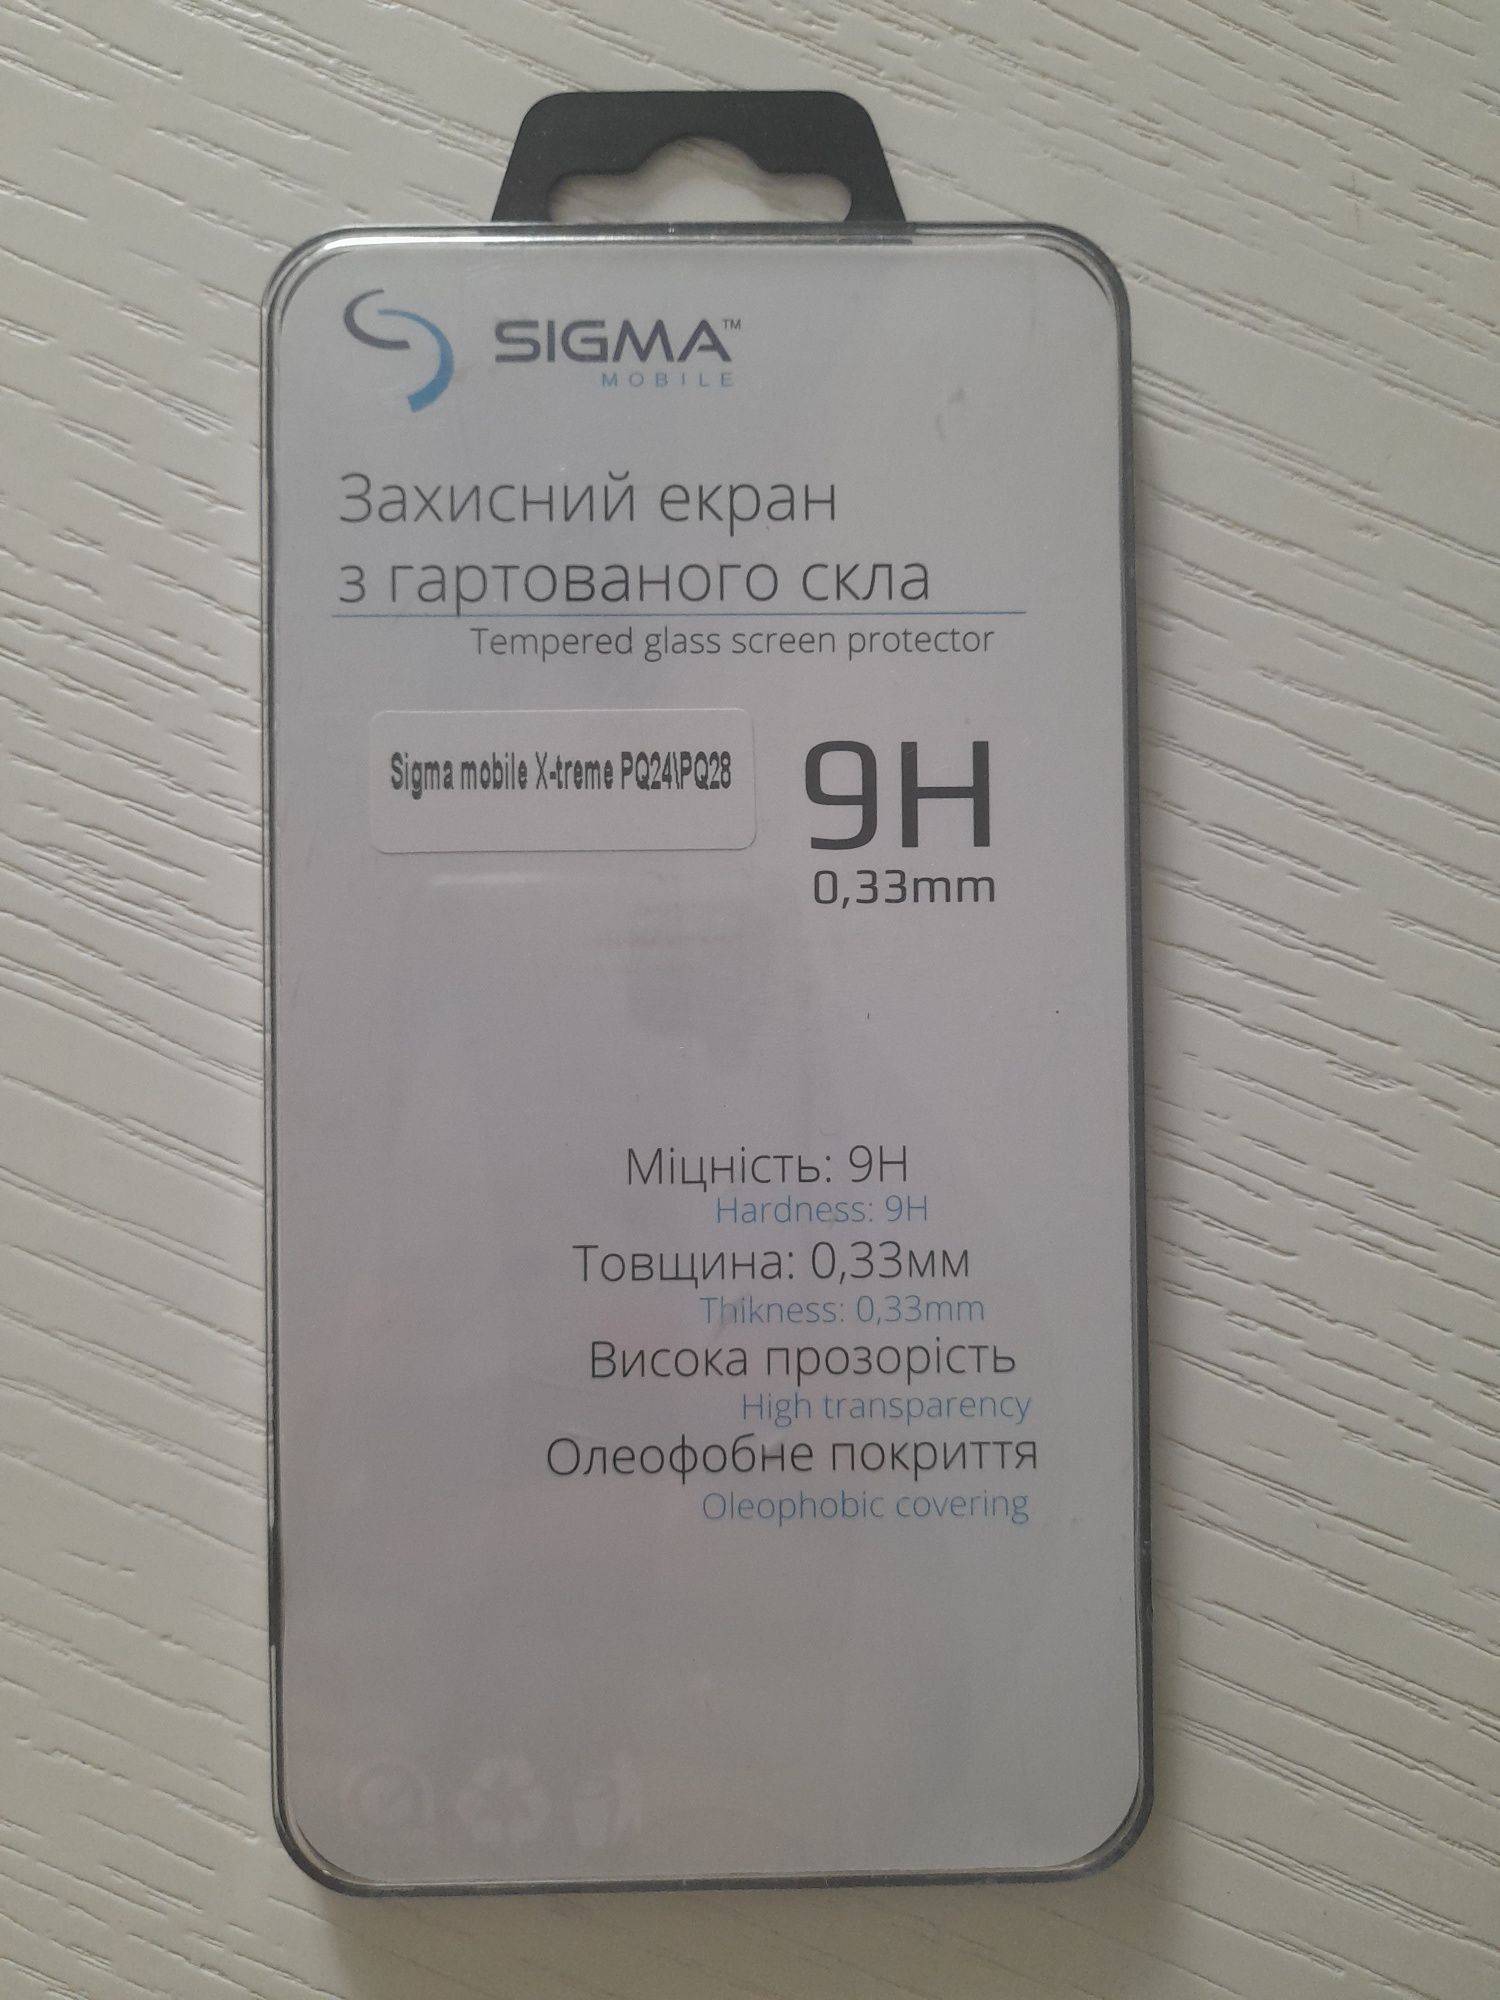 SIGMA™
MOBILE
Захисний екран
з гартованого скла
Tempered glass screen protector
Sigma mobile X-treme PQ24\PQ28
9H
0,33mm
Міцність: 9H
Hardness: 9H
Товщина: 0,33мм
Thikness: 0,33mm
Висока прозорість
High transparency
Олеофобне покриття
Oleophobic covering